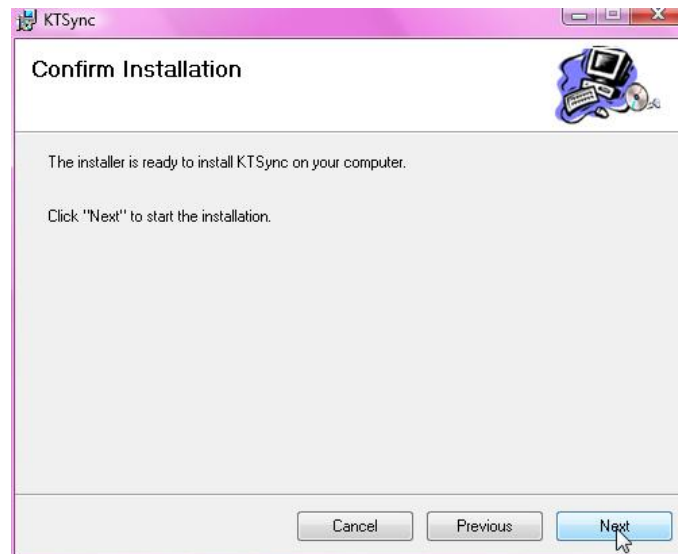 KTSync
Confirm Installation
The installer is ready to install KTSync on your computer.
Click "Next" to start the installation.
Cancel Previous Next